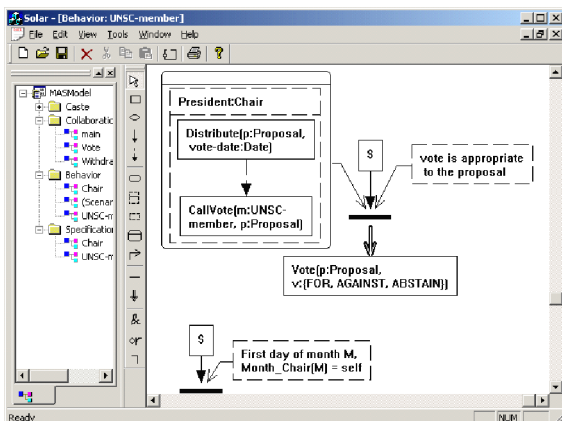 Solar - [Behavior: UNSC-member]
File Edit View Tools Window Help
MASModel
Caste
Collaboratic
main
Vote
Withdra
Behavior
Chair
(Scenar
UNSC-m
Specification
Chair
UNSC-m
&
or
President:Chair
Distribute(p:Proposal,
vote-date:Date)
CallVote(m:UNSC-
member, p:Proposal)
$
vote is appropriate
to the proposal
Vote(p:Proposal,
v:{FOR, AGAINST, ABSTAIN})
$
First day of month M,
Month_Chair(M) = self
Ready
NUM